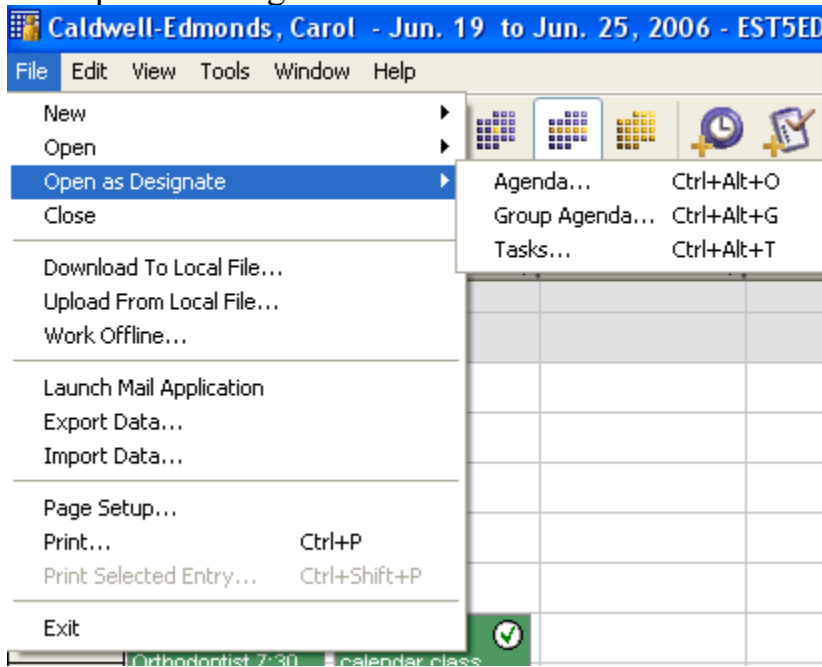 Caldwell-Edmonds, Carol - Jun. 19 to Jun. 25, 2006 - EST5ED
File Edit View Tools Window Help
New
Open
Open as Designate
Agenda... Ctrl+Alt+O
Group Agenda... Ctrl+Alt+G
Tasks... Ctrl+Alt+T
Close
Download To Local File...
Upload From Local File...
Work Offline...
Launch Mail Application
Export Data...
Import Data...
Page Setup...
Print... Ctrl+P
Print Selected Entry... Ctrl+Shift+P
Exit
Orthodontist 7:30 calendar class